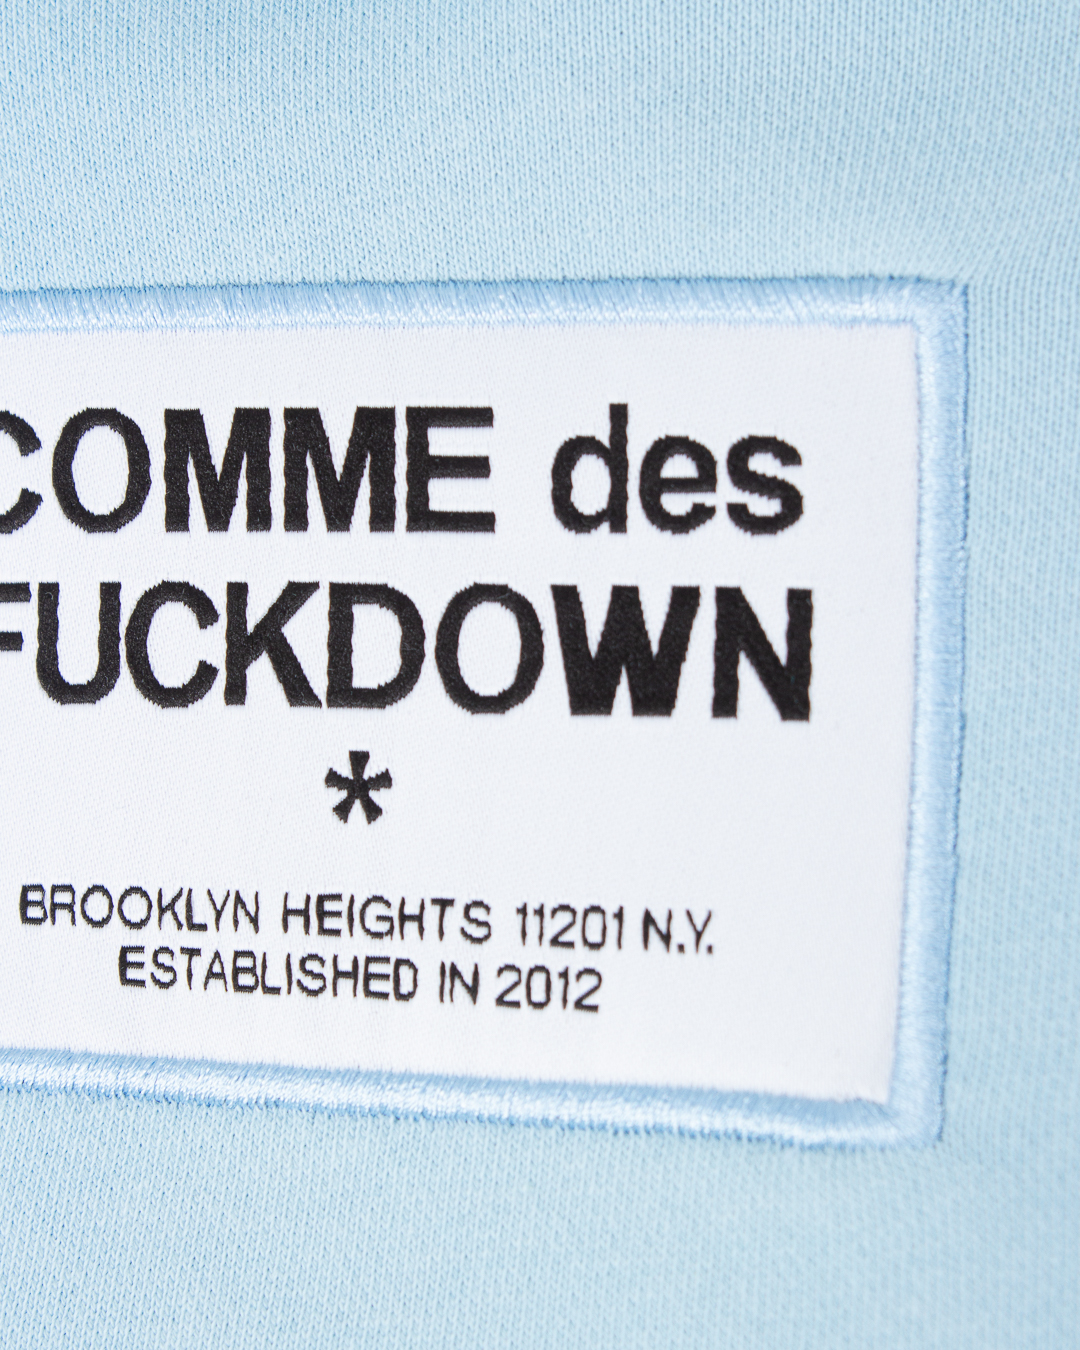 COMME des
FUCKDOWN
*
BROOKLYN HEIGHTS 11201 N.Y.
ESTABLISHED IN 2012